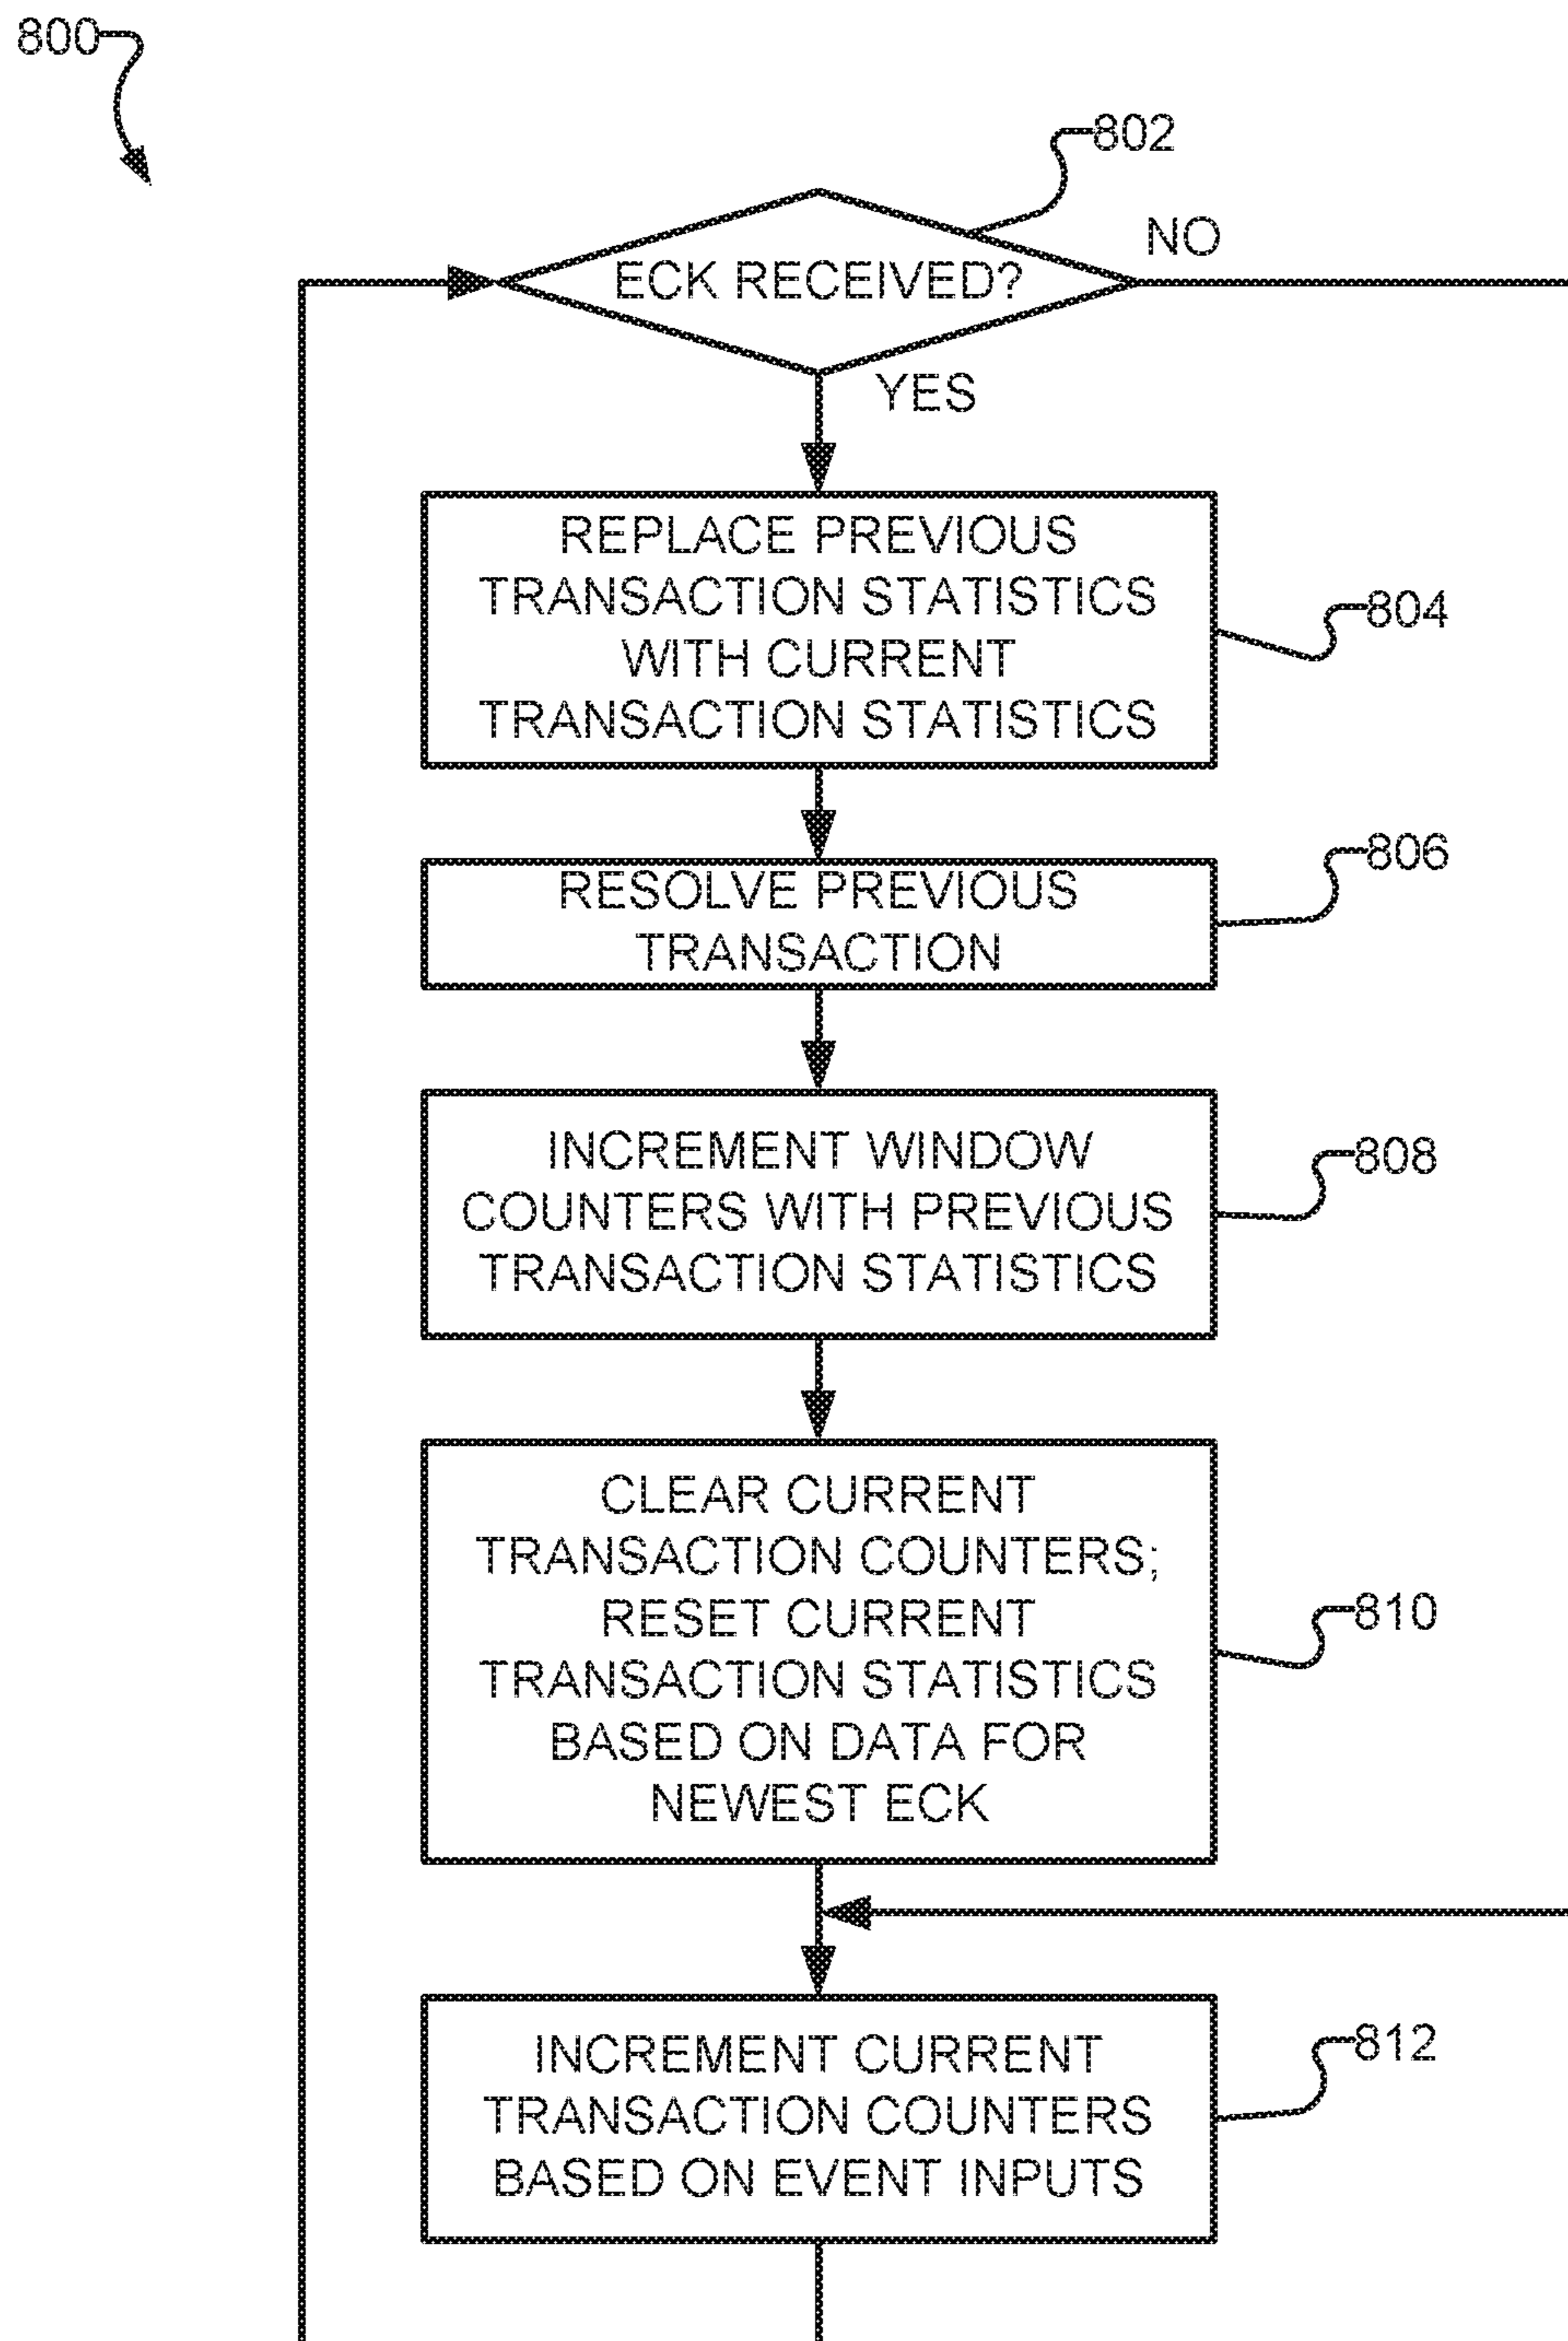 800
802
NO
ECK RECEIVED?
YES
REPLACE PREVIOUS
TRANSACTION STATISTICS
WITH CURRENT
TRANSACTION STATISTICS
804
RESOLVE PREVIOUS
TRANSACTION
806
INCREMENT WINDOW
COUNTERS WITH PREVIOUS
TRANSACTION STATISTICS
808
CLEAR CURRENT
TRANSACTION COUNTERS;
RESET CURRENT
TRANSACTION STATISTICS
BASED ON DATA FOR
NEWEST ECK
810
INCREMENT CURRENT
TRANSACTION COUNTERS
BASED ON EVENT INPUTS
812